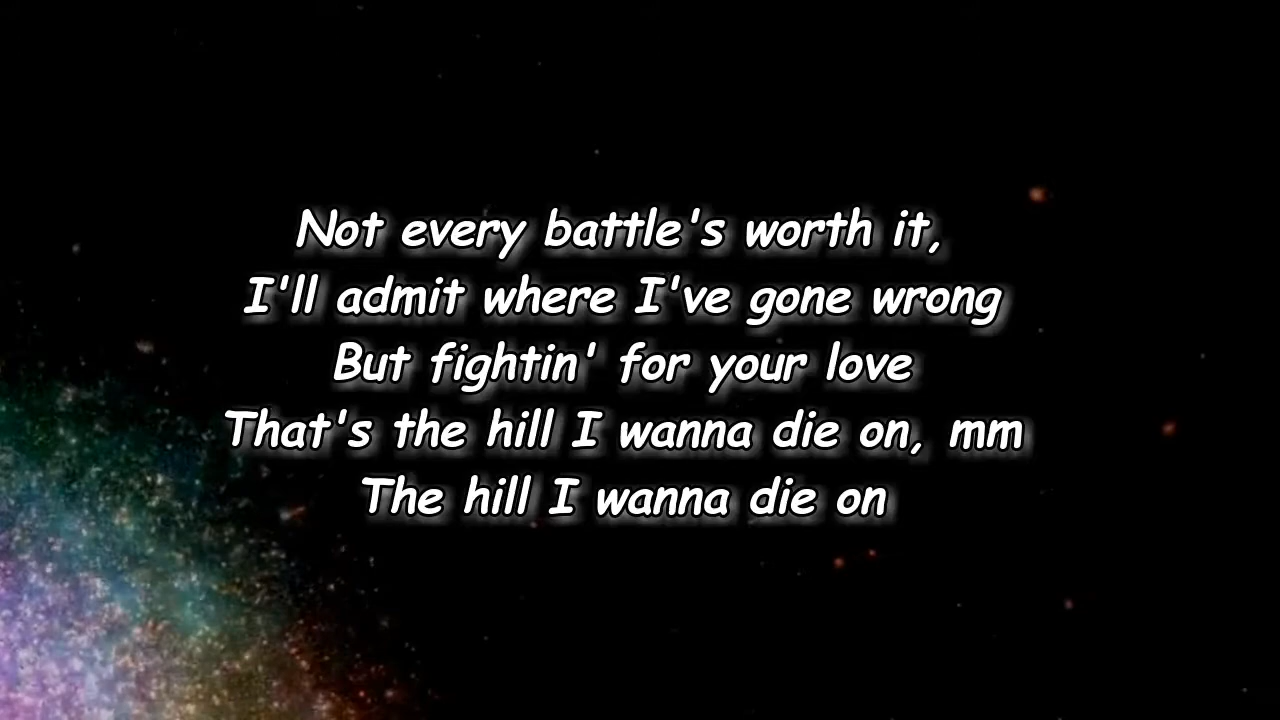 Not every battle's worth it,
I'll admit where I've gone wrong
But fightin' for your love
That's the hill I wanna die on, mm
The hill I wanna die on